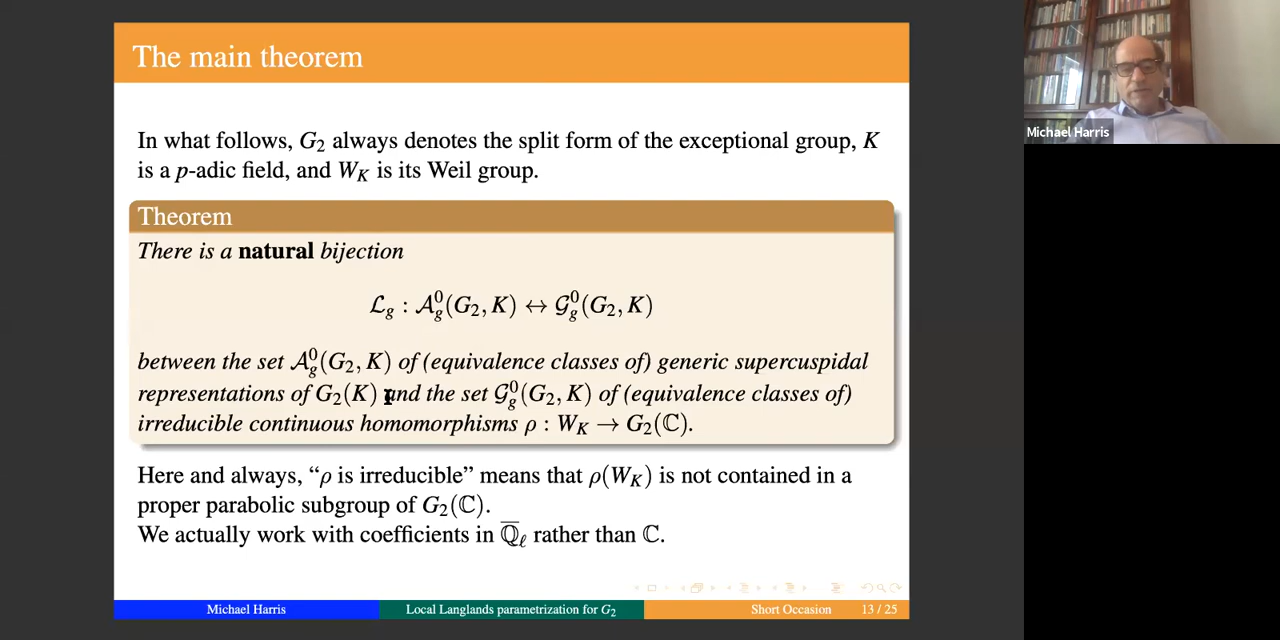 The main theorem
In what follows, G₂ always denotes the split form of the exceptional group, K
is a p-adic field, and W_K is its Weil group.
Theorem
There is a natural bijection
ℒ_g : 𝒜⁰_g(G₂, K) ↔ 𝒢⁰_g(G₂, K)
between the set 𝒜⁰_g(G₂, K) of (equivalence classes of) generic supercuspidal
representations of G₂(K) and the set 𝒢⁰_g(G₂, K) of (equivalence classes of)
irreducible continuous homomorphisms ρ : W_K → G₂(ℂ).
Here and always, “ρ is irreducible” means that ρ(W_K) is not contained in a
proper parabolic subgroup of G₂(ℂ).
We actually work with coefficients in ℚ̅_ℓ rather than ℂ.
Michael Harris
Local Langlands parametrization for G₂
Short Occasion
13 / 25
Michael Harris